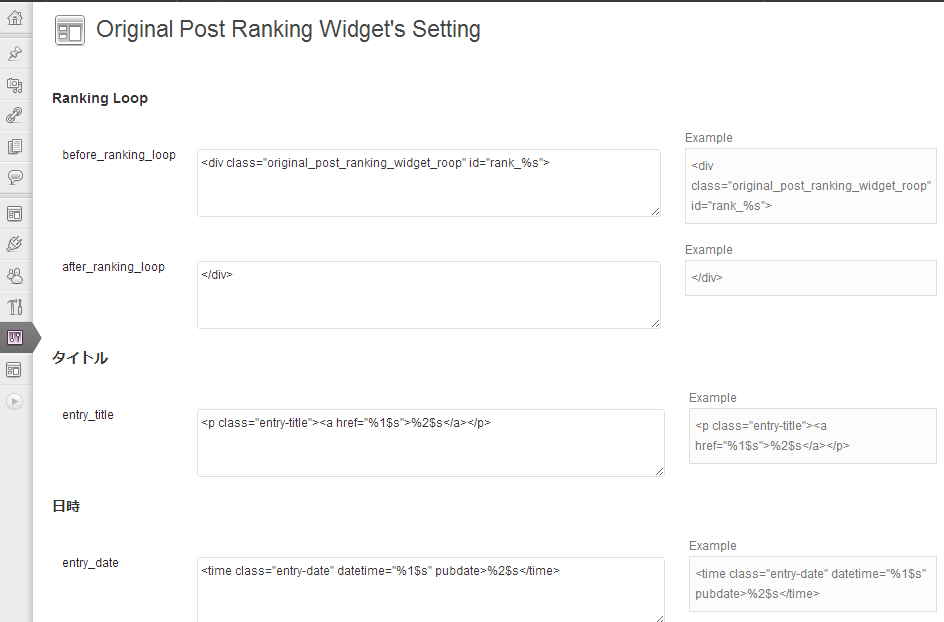 Original Post Ranking Widget's Setting
Ranking Loop
before_ranking_loop
<div class="original_post_ranking_widget_roop" id="rank_%s">
Example
<div
class="original_post_ranking_widget_roop"
id="rank_%s">
after_ranking_loop
</div>
Example
</div>
タイトル
entry_title
<p class="entry-title"><a href="%1$s">%2$s</a></p>
Example
<p class="entry-title"><a
href="%1$s">%2$s</a></p>
日時
entry_date
<time class="entry-date" datetime="%1$s" pubdate>%2$s</time>
Example
<time class="entry-date" datetime="%1$s"
pubdate>%2$s</time>